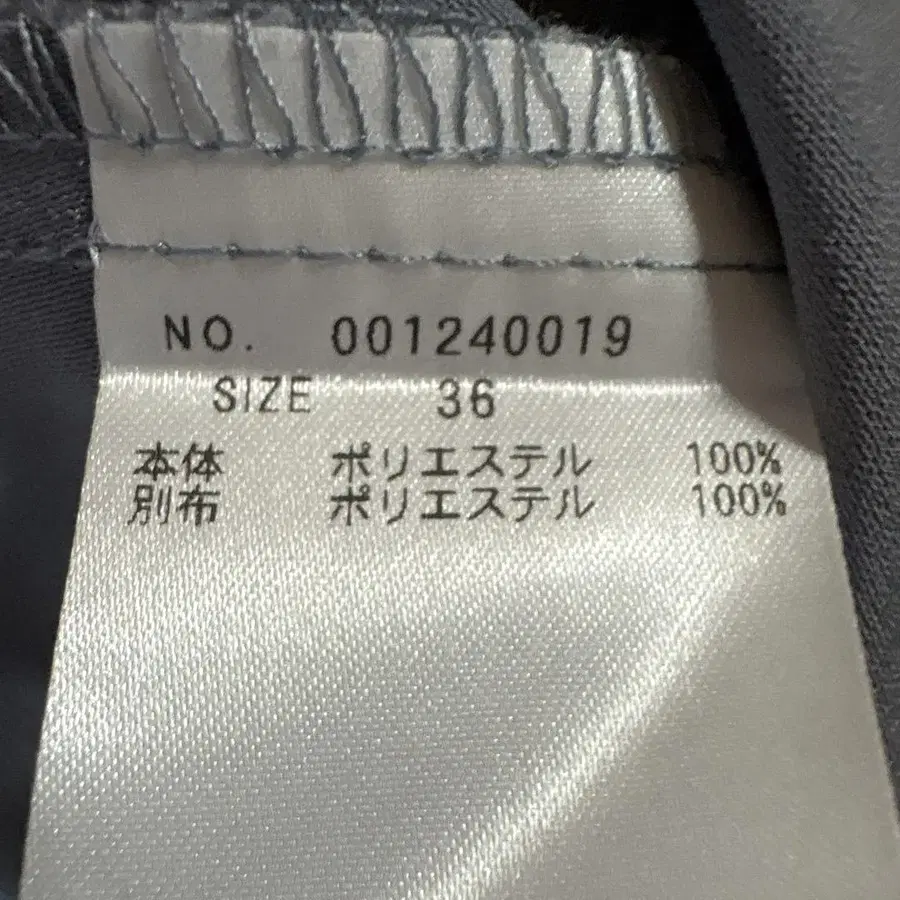 NO. 001240019
SIZE 36
本体 ポリエステル 100%
別布 ポリエステル 100%